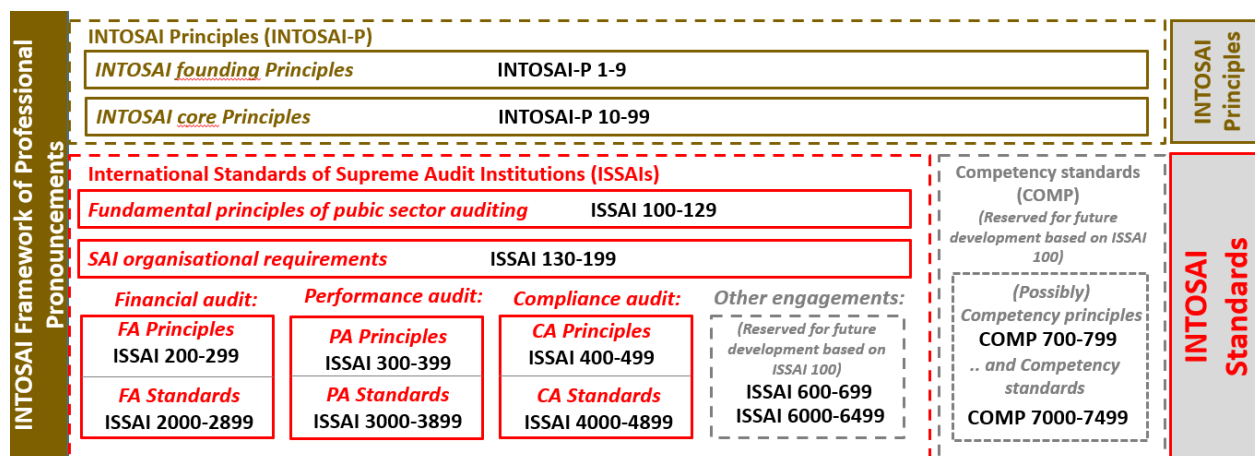 INTOSAI Framework of Professional
Pronouncements
INTOSAI Principles (INTOSAI-P)
INTOSAI founding Principles INTOSAI-P 1-9
INTOSAI core Principles INTOSAI-P 10-99
INTOSAI
Principles
International Standards of Supreme Audit Institutions (ISSAIs)
Fundamental principles of pubic sector auditing ISSAI 100-129
SAI organisational requirements ISSAI 130-199
Financial audit:
FA Principles
ISSAI 200-299
FA Standards
ISSAI 2000-2899
Performance audit:
PA Principles
ISSAI 300-399
PA Standards
ISSAI 3000-3899
Compliance audit:
CA Principles
ISSAI 400-499
CA Standards
ISSAI 4000-4899
Other engagements:
(Reserved for future
development based on
ISSAI 100)
ISSAI 600-699
ISSAI 6000-6499
Competency standards
(COMP)
(Reserved for future
development based on ISSAI
100)
(Possibly)
Competency principles
COMP 700-799
.. and Competency
standards
COMP 7000-7499
INTOSAI
Standards